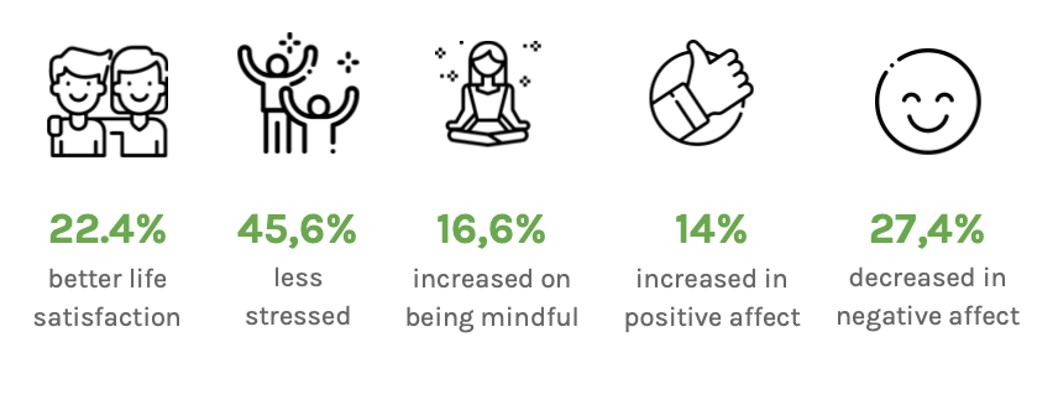 22.4%
better life
satisfaction
45,6%
less
stressed
16,6%
increased on
being mindful
14%
increased in
positive affect
27,4%
decreased in
negative affect